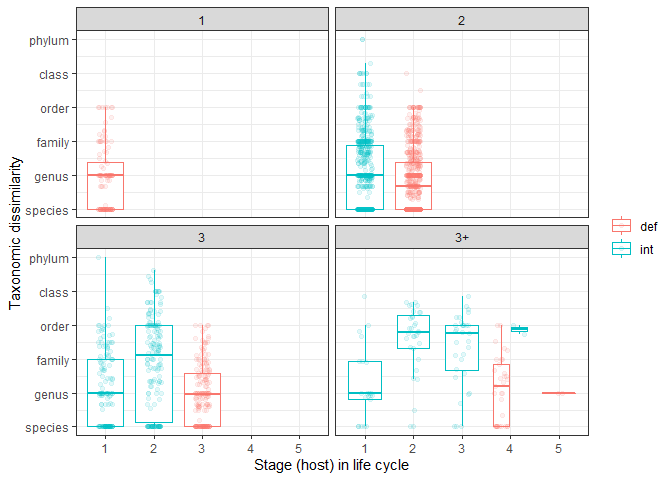 1 2
phylum
class
order
family
genus
species
def
int
3 3+
phylum
class
order
family
genus
species
1 2 3 4 5 1 2 3 4 5
Stage (host) in life cycle
Taxonomic dissimilarity